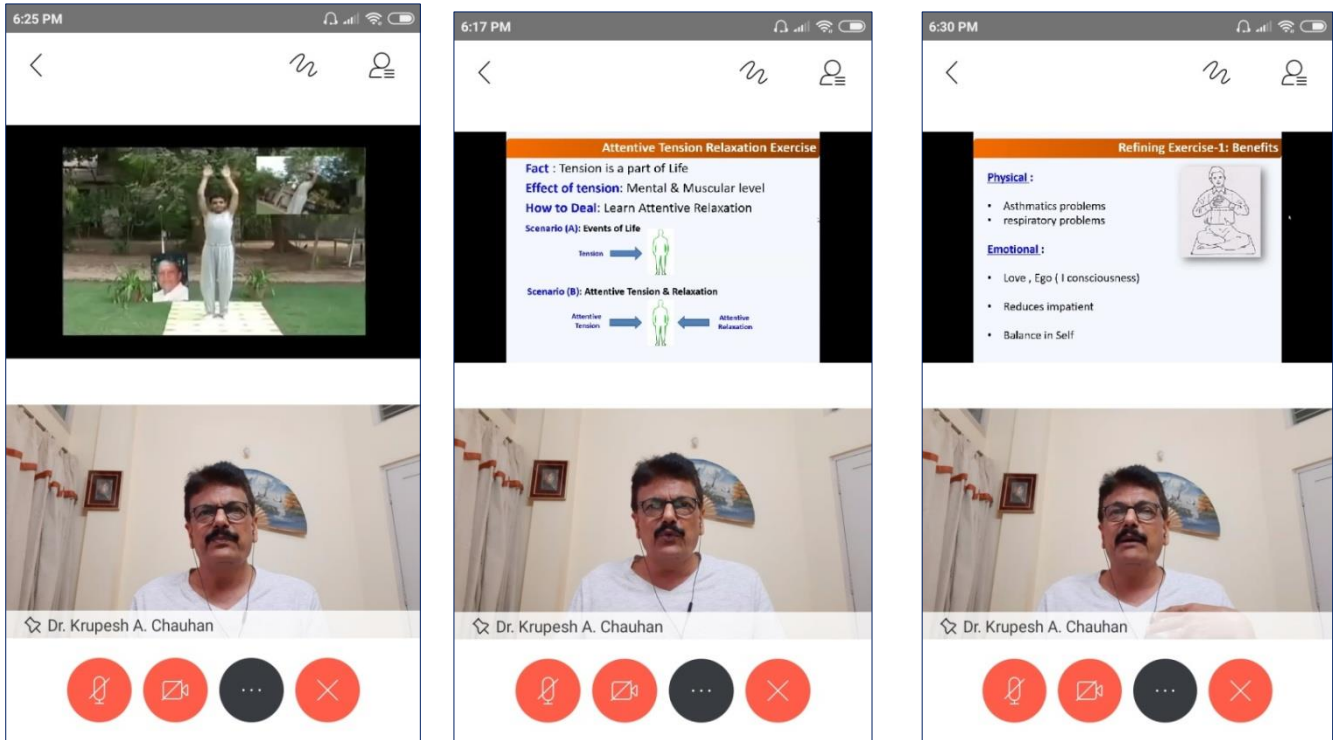 6:25 PM
Dr. Krupesh A. Chauhan
6:17 PM
Attentive Tension Relaxation Exercise
Fact : Tension is a part of Life
Effect of tension: Mental & Muscular level
How to Deal: Learn Attentive Relaxation
Scenario (A): Events of Life
Tension
Scenario (B): Attentive Tension & Relaxation
Attentive Tension
Attentive Relaxation
Dr. Krupesh A. Chauhan
6:30 PM
Refining Exercise-1: Benefits
Physical :
• Asthmatics problems
• respiratory problems
Emotional :
• Love , Ego ( I consciousness)
• Reduces impatient
• Balance in Self
Dr. Krupesh A. Chauhan